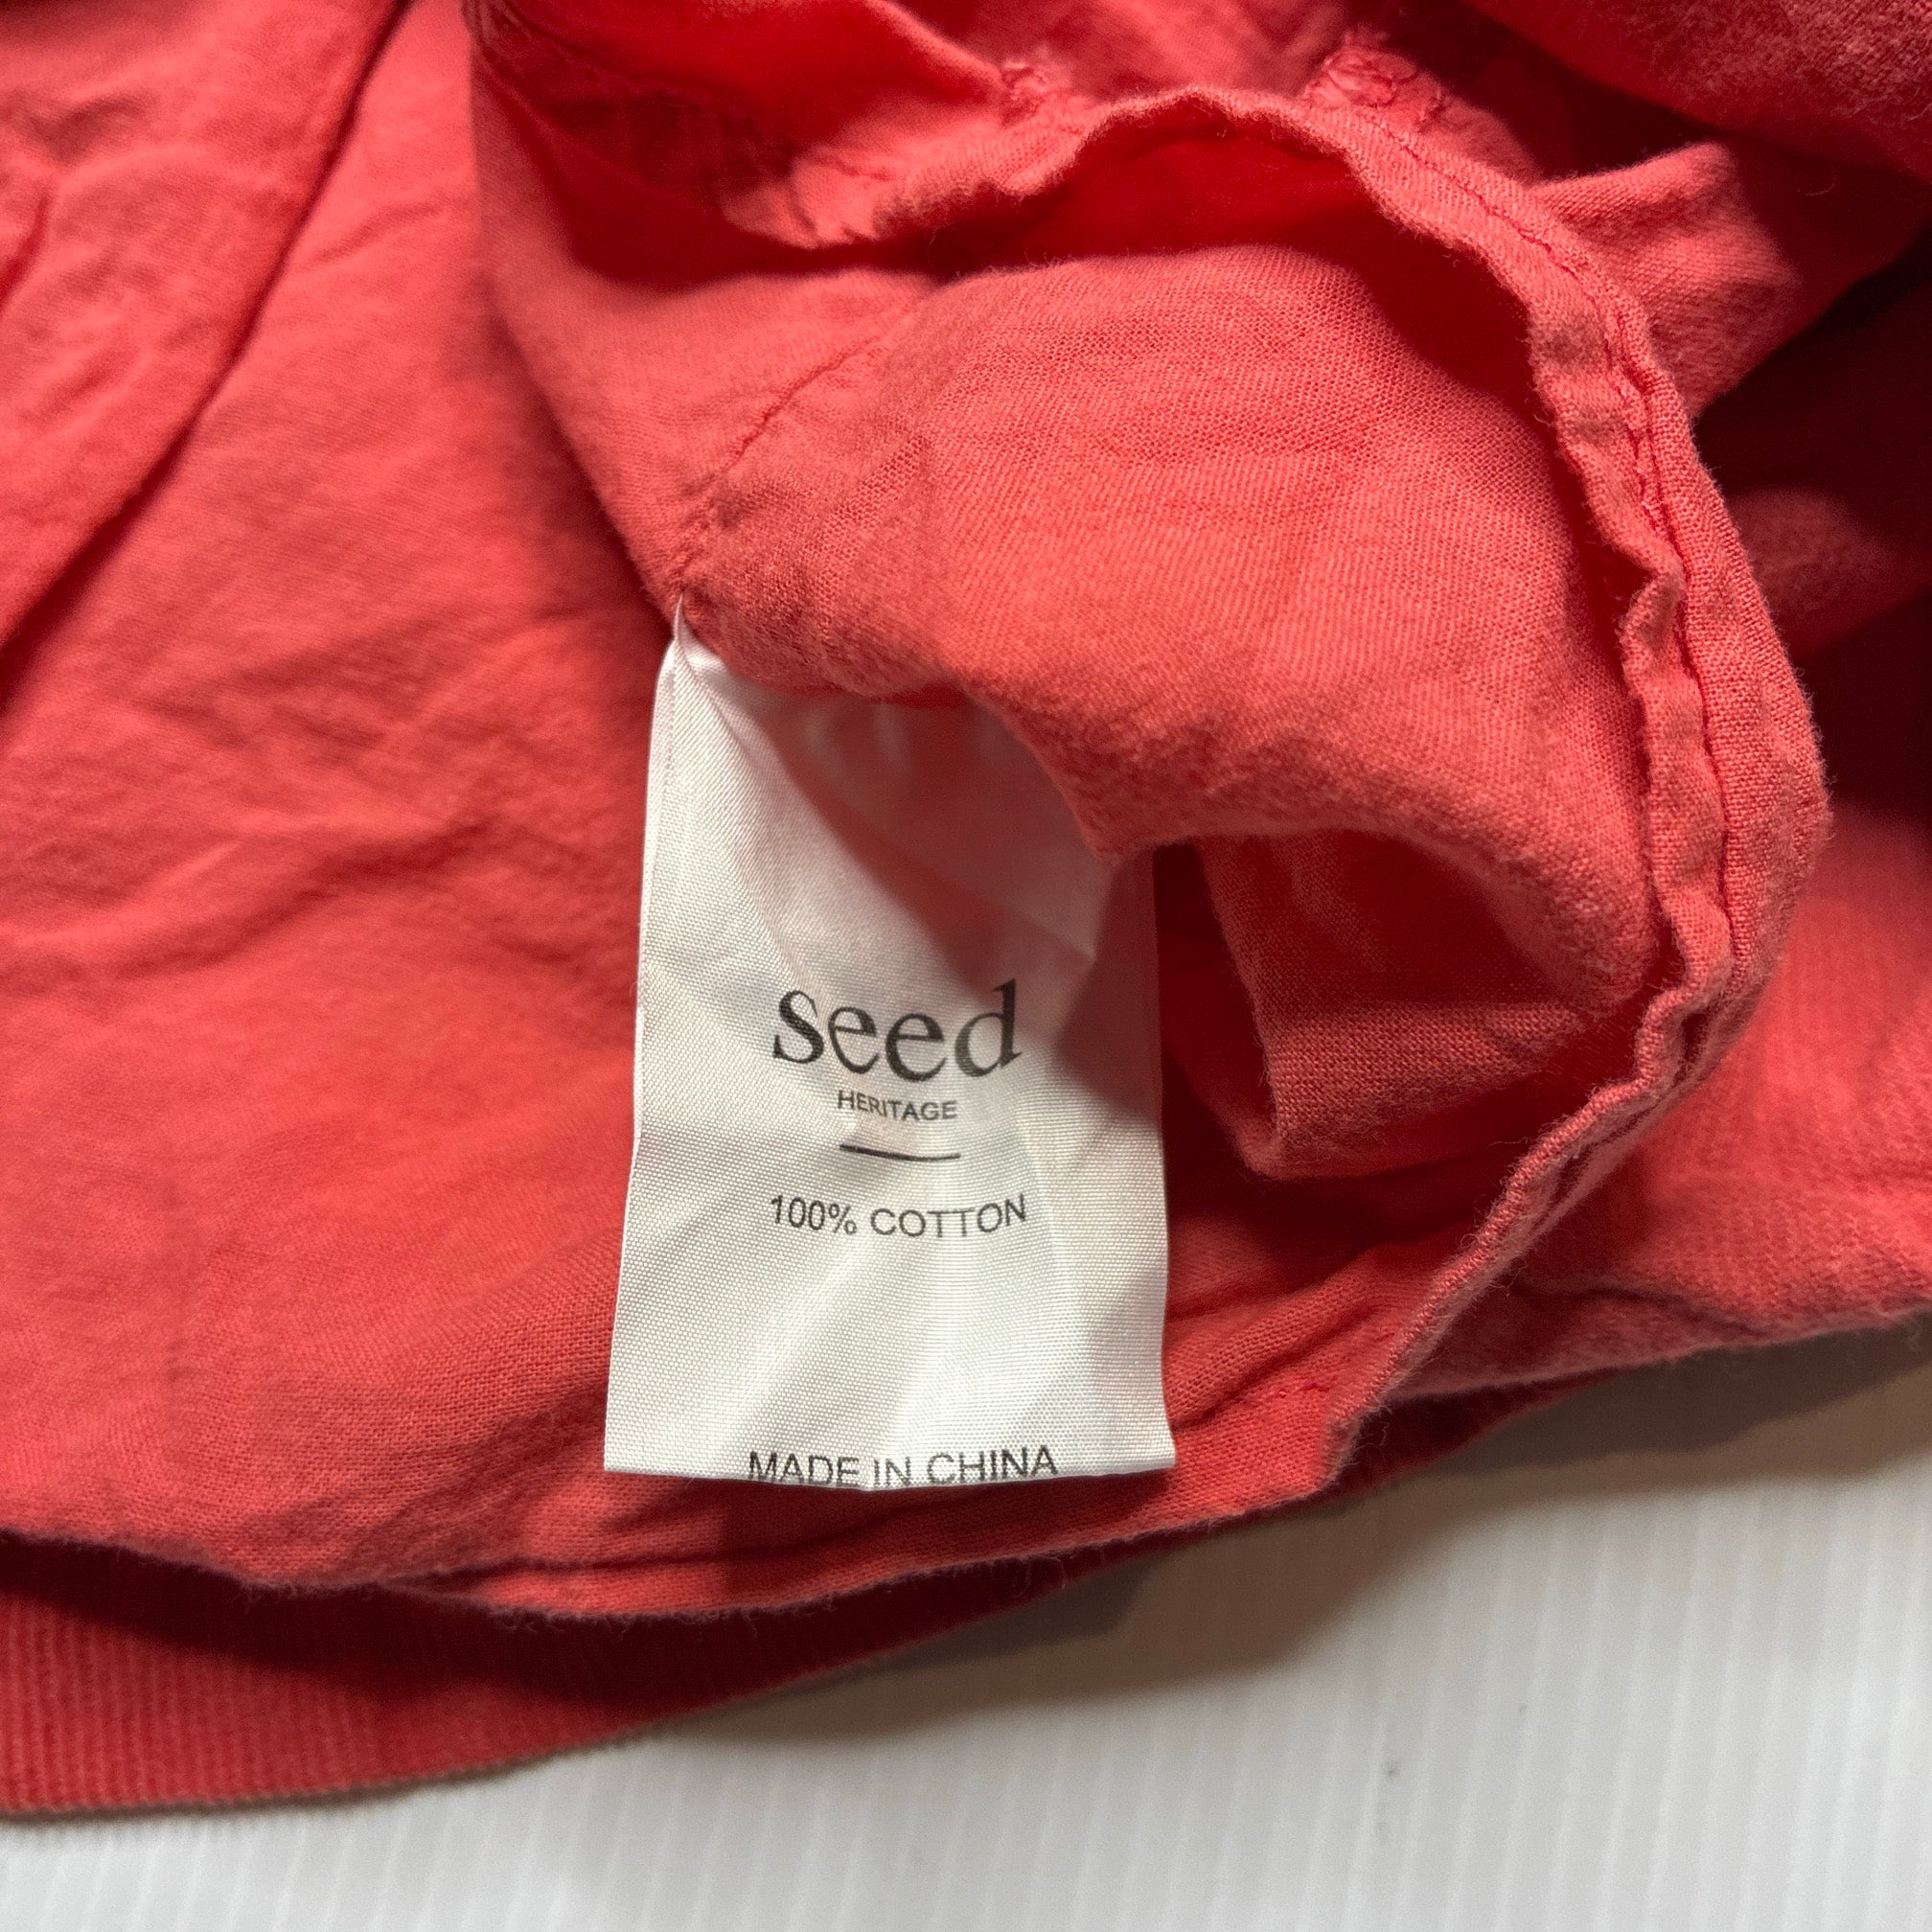 seed
HERITAGE
100% COTTON
MADE IN CHINA